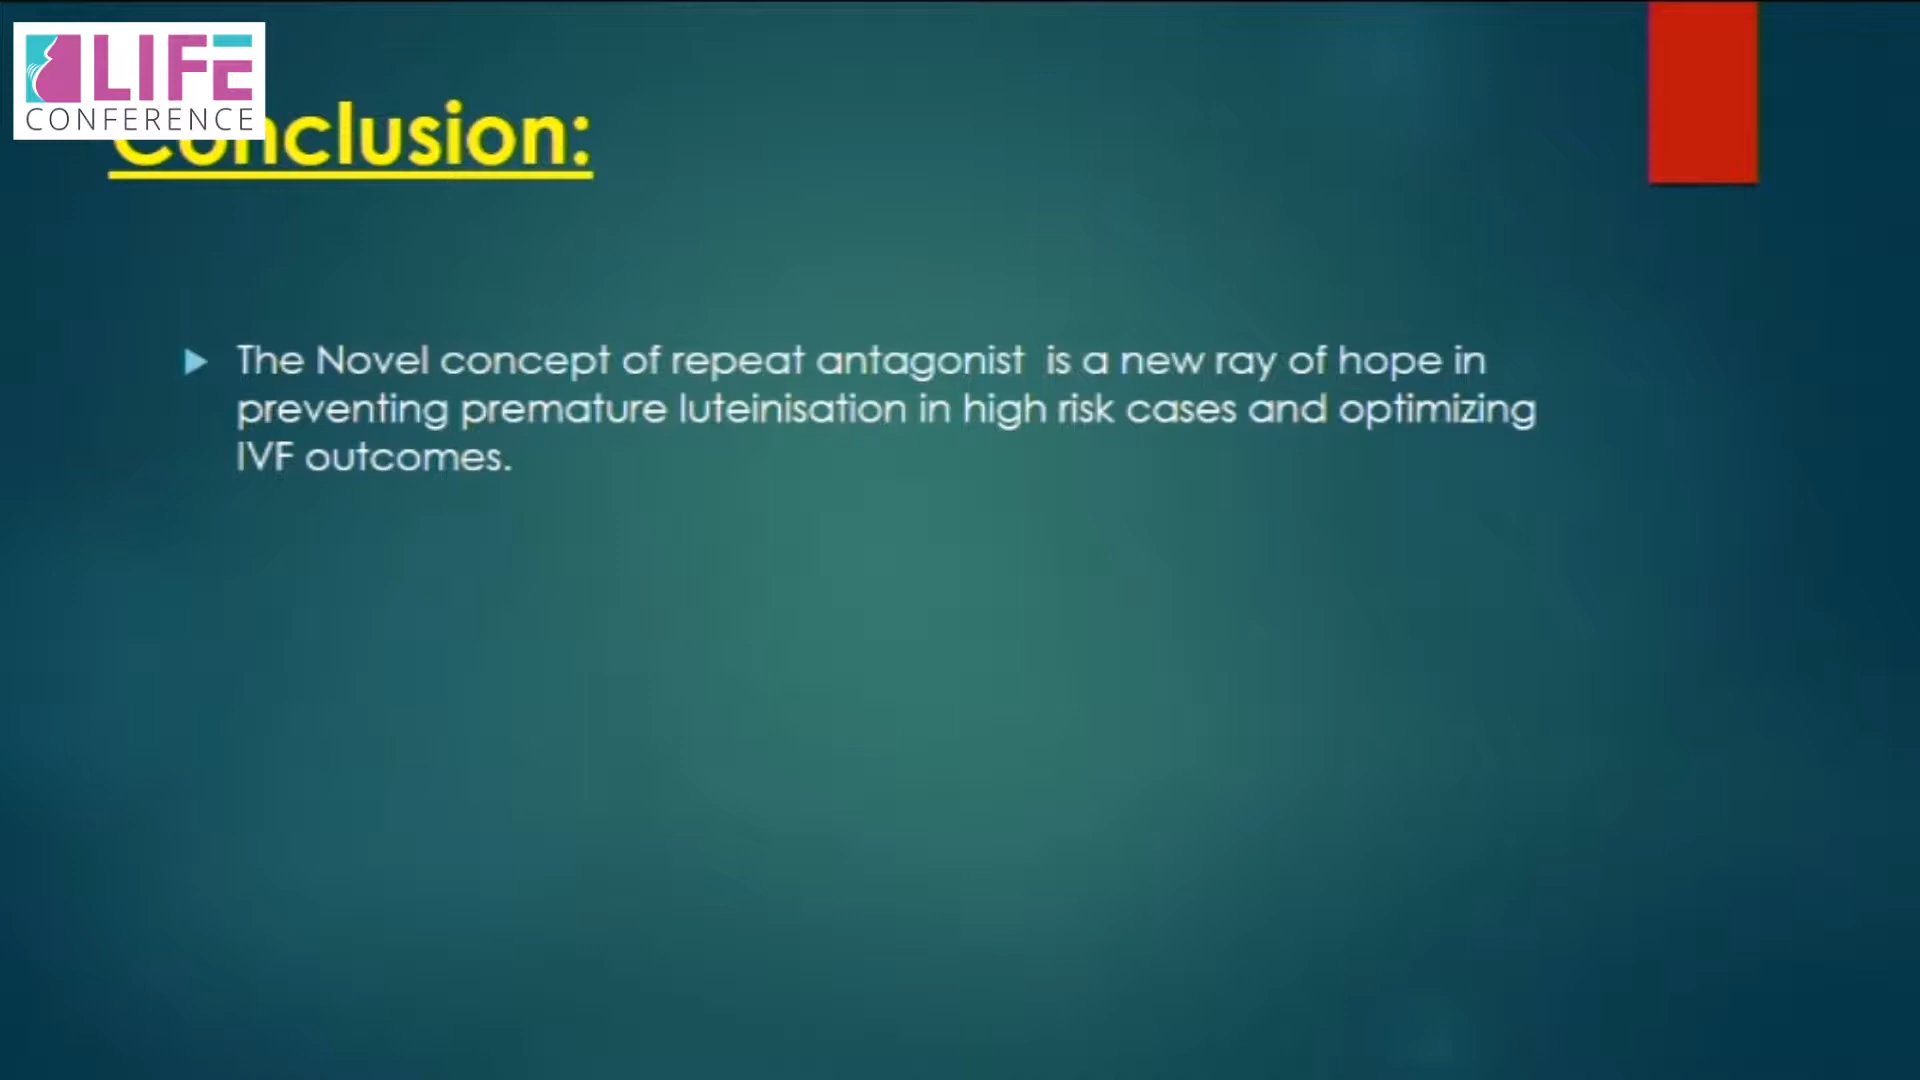 LIFE
CONFERENCE
Conclusion:
The Novel concept of repeat antagonist is a new ray of hope in
preventing premature luteinisation in high risk cases and optimizing
IVF outcomes.